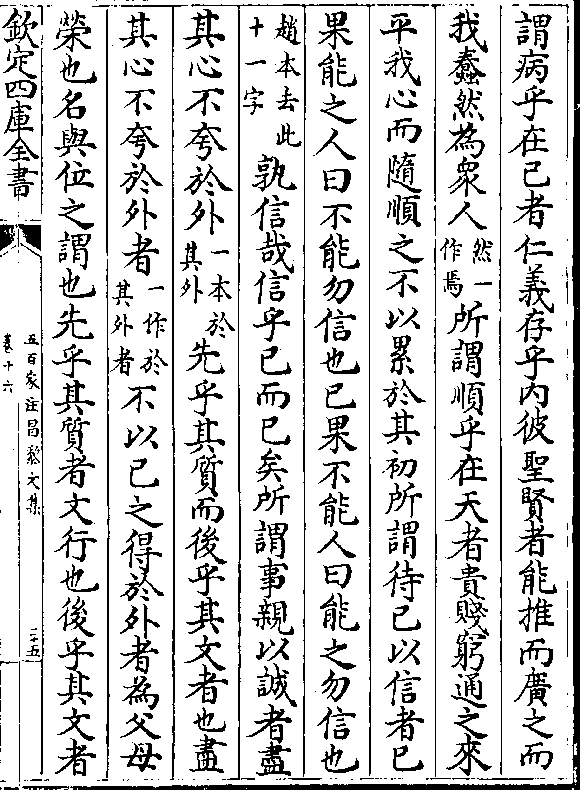 謂病乎在己者仁義存乎内彼聖賢者能推而廣之而
我蠢然為衆人然一作焉所謂順乎在天者貴賤窮通之來
平我心而隨順之不以累於其初所謂待己以信者己
果能之人曰不能勿信也己果不能人曰能之勿信也
趙本去此十一字孰信哉信乎己而已矣所謂事親以誠者盡
其心不夸於外一本於其外先乎其質而後乎其文者也盡
其心不夸於外者一作於其外者不以己之得於外者為父母
榮也名與位之謂也先乎其質者文行也後乎其文者
欽定四庫全書
五百家注昌黎文集
卷十六
二十五